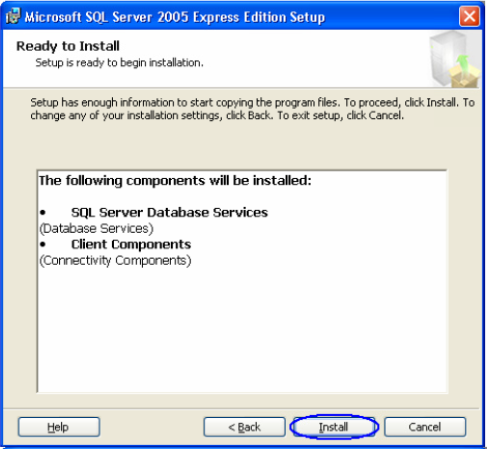 Microsoft SQL Server 2005 Express Edition Setup
Ready to Install
Setup is ready to begin installation.
Setup has enough information to start copying the program files. To proceed, click Install. To
change any of your installation settings, click Back. To exit setup, click Cancel.
The following components will be installed:
• SQL Server Database Services
(Database Services)
• Client Components
(Connectivity Components)
Help < Back Install Cancel